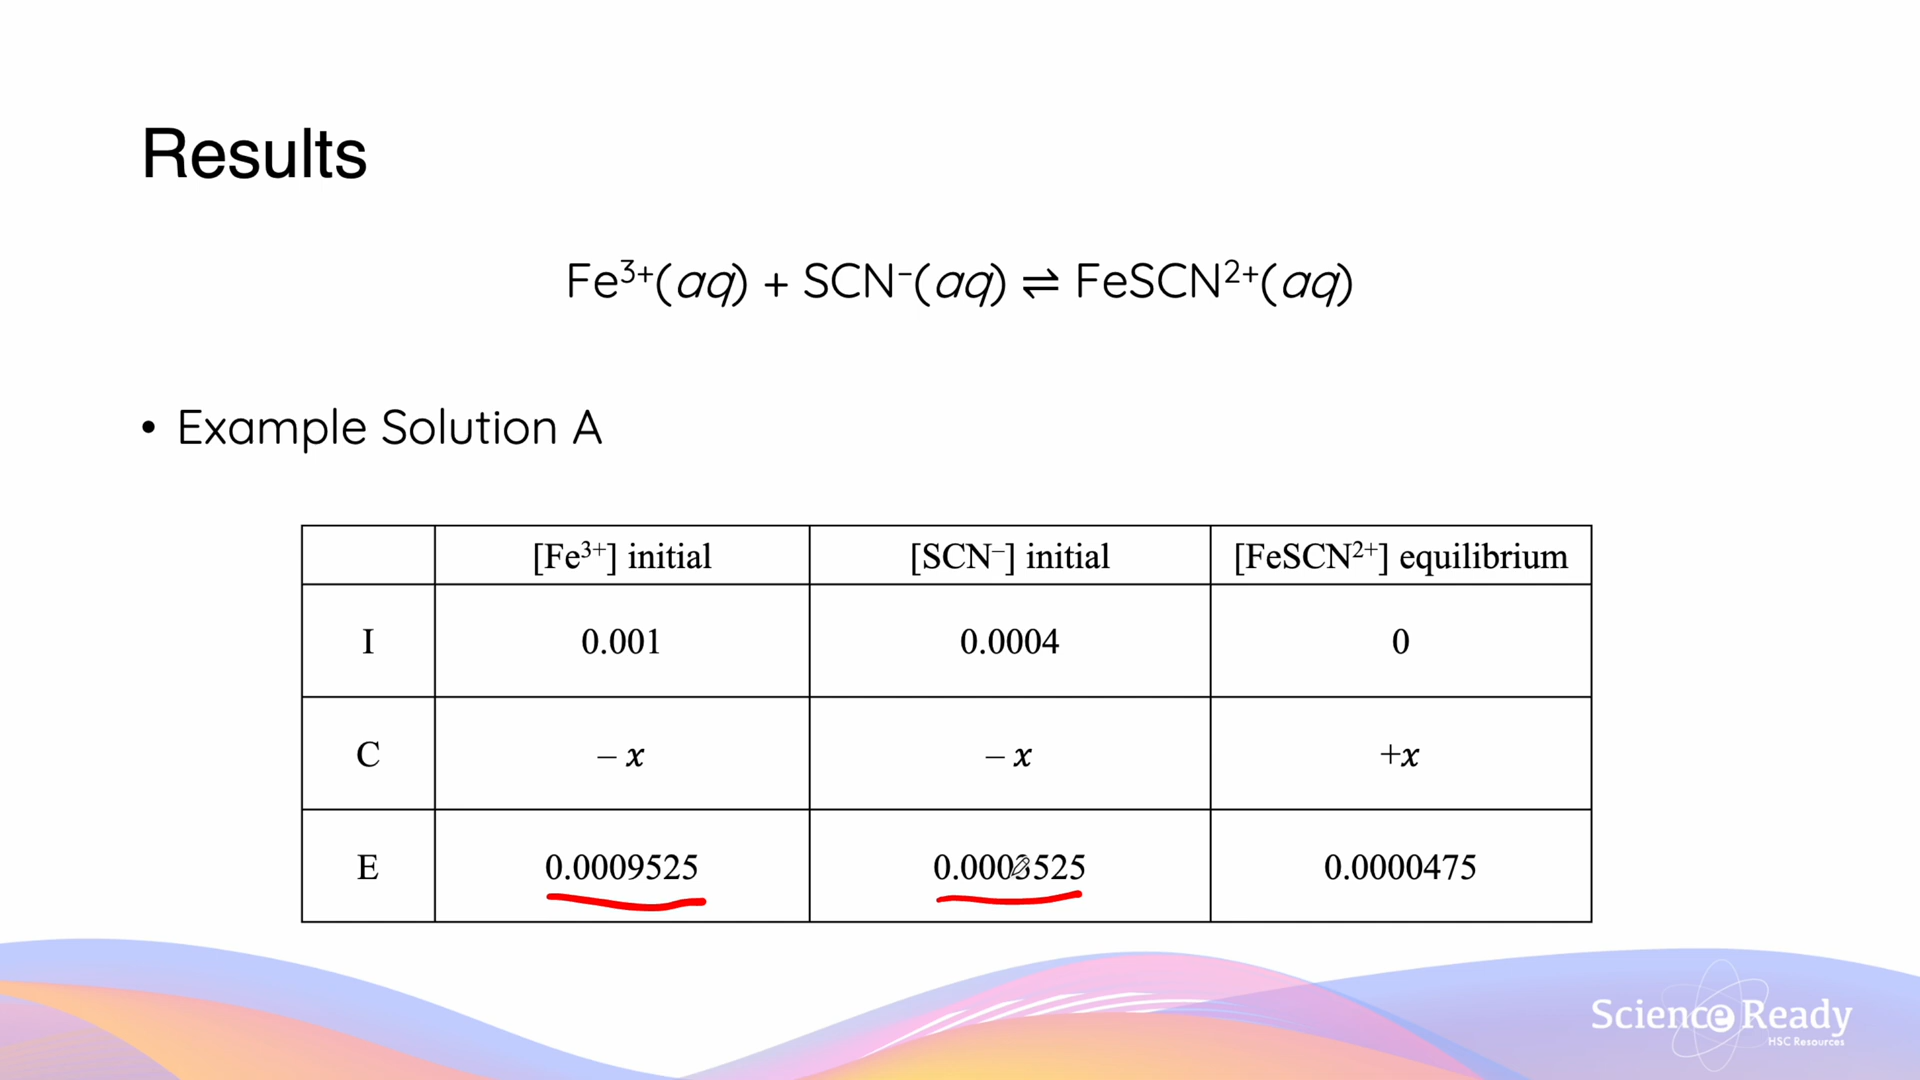 Results
Fe³⁺(aq) + SCN⁻(aq) ⇌ FeSCN²⁺(aq)
• Example Solution A
[Fe³⁺] initial [SCN⁻] initial [FeSCN²⁺] equilibrium
I 0.001 0.0004 0
C – x – x +x
E 0.0009525 0.0003525 0.0000475
Science Ready
HSC Resources